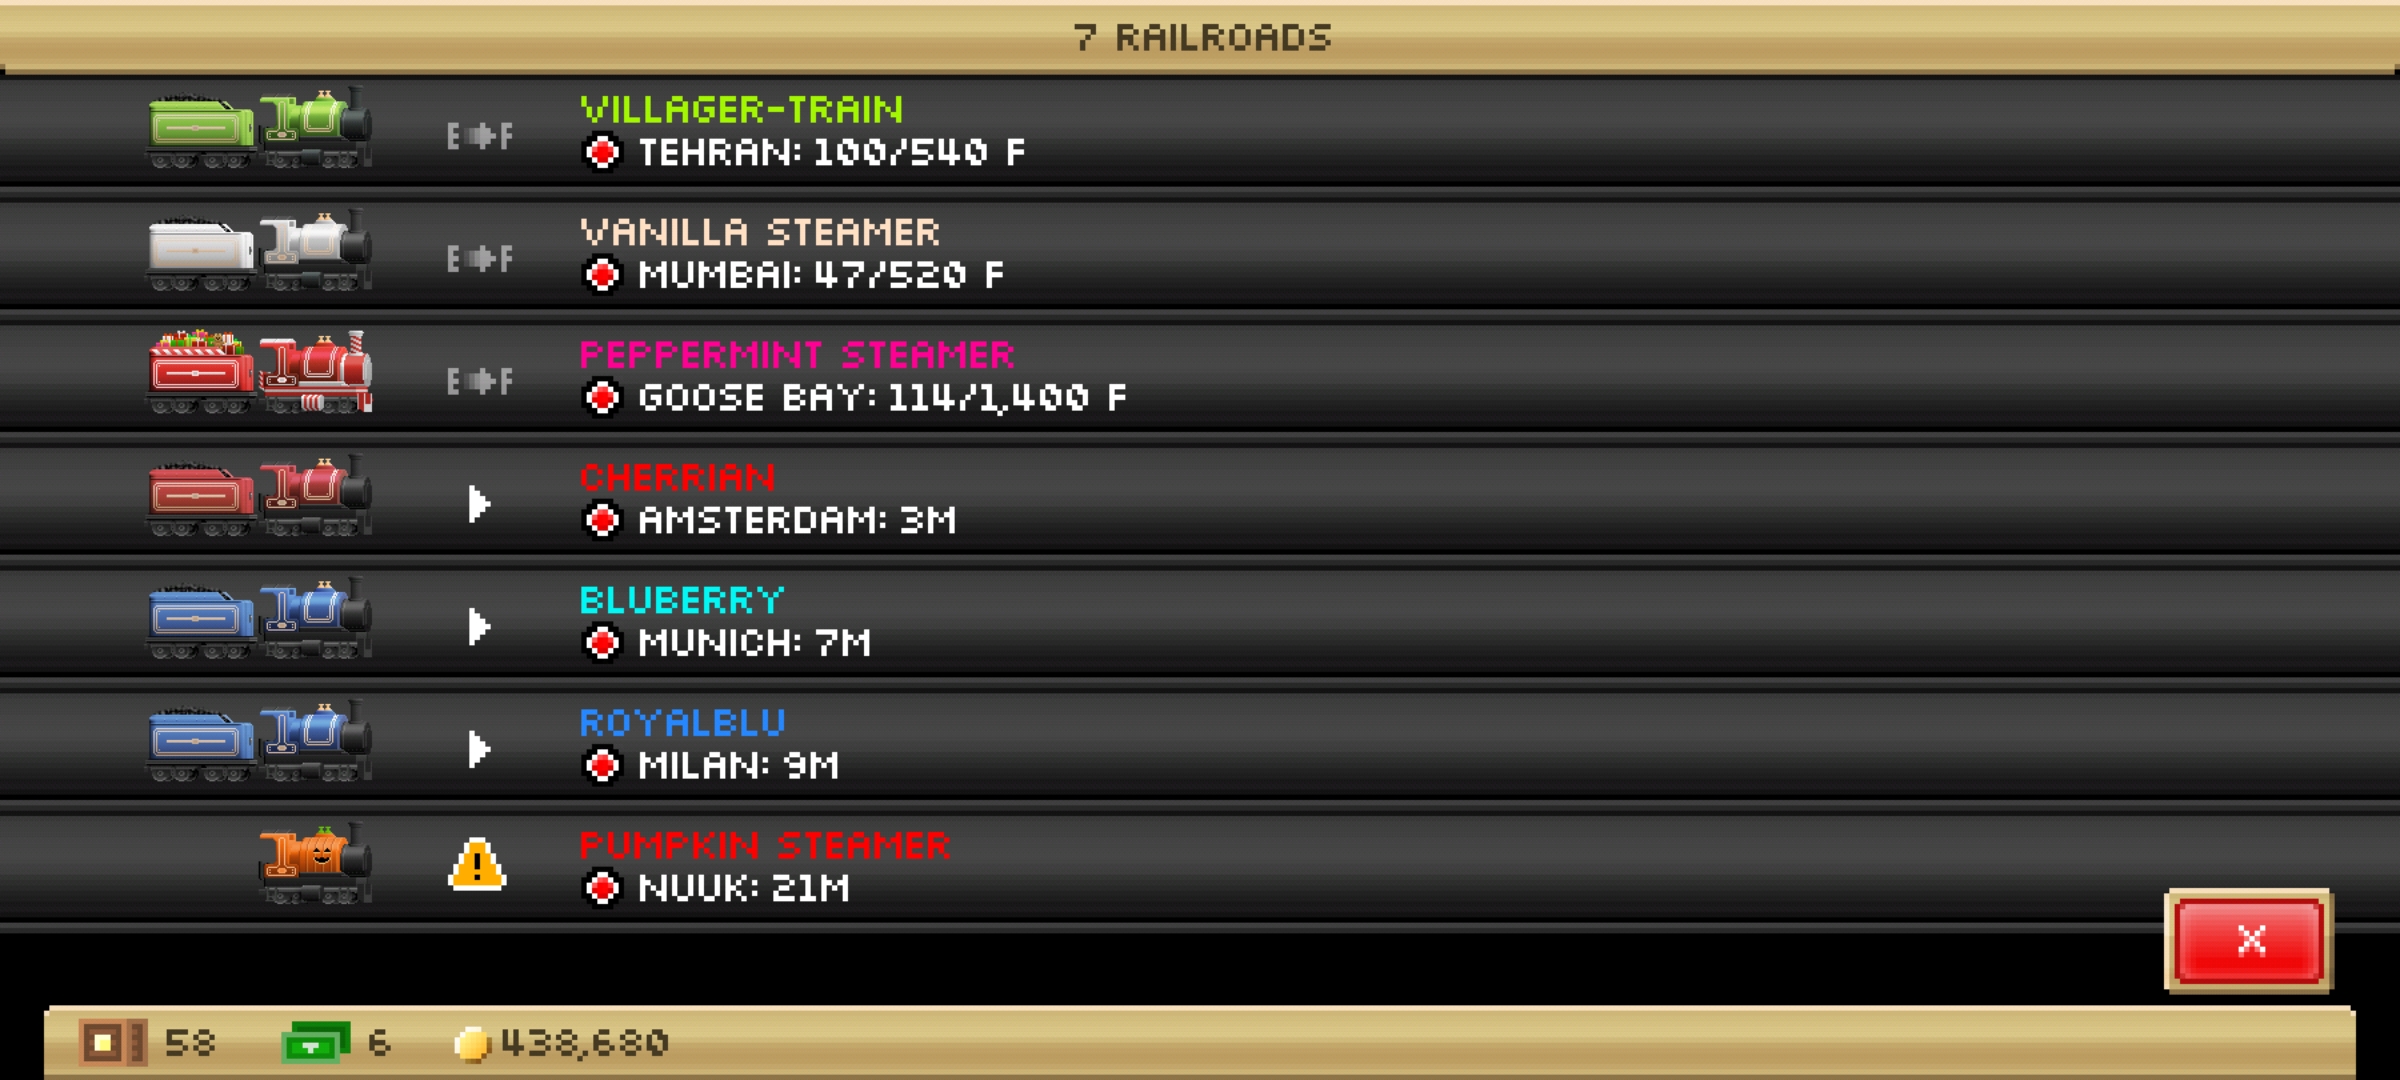 7 RAILROADS
E F
VILLAGER-TRAIN
TEHRAN: 100/540 F
E F
VANILLA STEAMER
MUMBAI: 47/520 F
E F
PEPPERMINT STEAMER
GOOSE BAY: 114/1,400 F
CHERRIAN
AMSTERDAM: 3M
BLUBERRY
MUNICH: 7M
ROYALBLU
MILAN: 9M
!
PUMPKIN STEAMER
NUUK: 21M
X
58 6 438,680